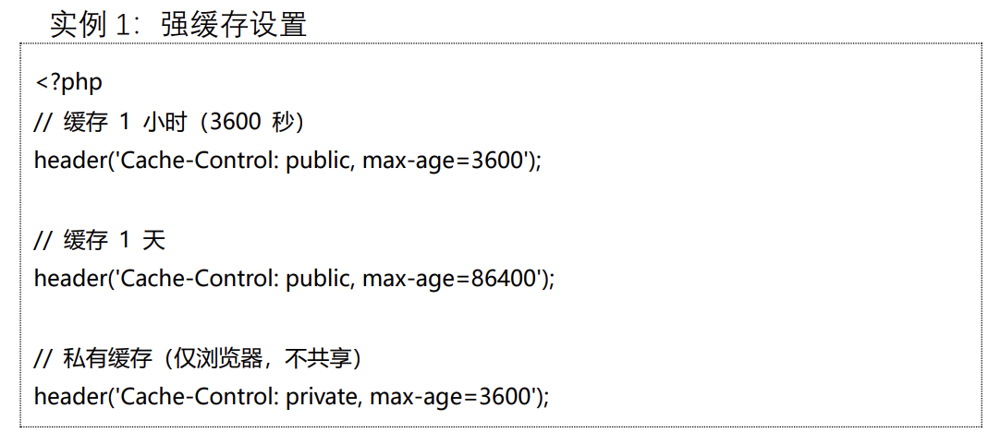 实例 1：强缓存设置
<?php
// 缓存 1 小时（3600 秒）
header('Cache-Control: public, max-age=3600');
// 缓存 1 天
header('Cache-Control: public, max-age=86400');
// 私有缓存（仅浏览器，不共享）
header('Cache-Control: private, max-age=3600');